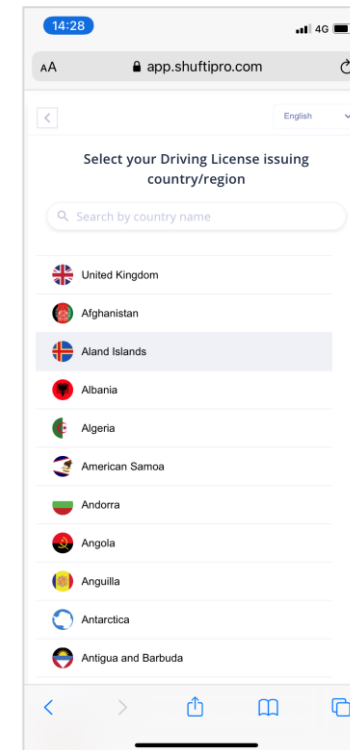 14:28
4G
AA
app.shuftipro.com
English
Select your Driving License issuing
country/region
Search by country name
United Kingdom
Afghanistan
Aland Islands
Albania
Algeria
American Samoa
Andorra
Angola
Anguilla
Antarctica
Antigua and Barbuda